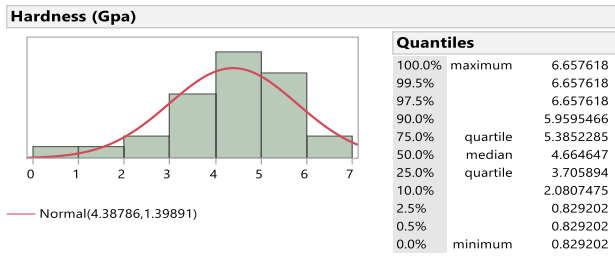 Hardness (Gpa)
0 1 2 3 4 5 6 7
Normal(4.38786,1.39891)
Quantiles
100.0% maximum 6.657618
99.5% 6.657618
97.5% 6.657618
90.0% 5.9595466
75.0% quartile 5.3852285
50.0% median 4.664647
25.0% quartile 3.705894
10.0% 2.0807475
2.5% 0.829202
0.5% 0.829202
0.0% minimum 0.829202